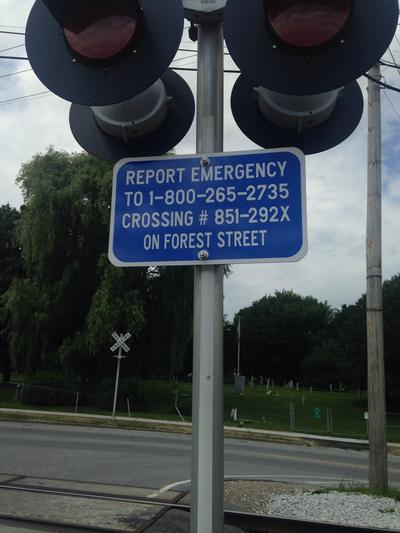 REPORT EMERGENCY
TO 1-800-265-2735
CROSSING # 851-292X
ON FOREST STREET